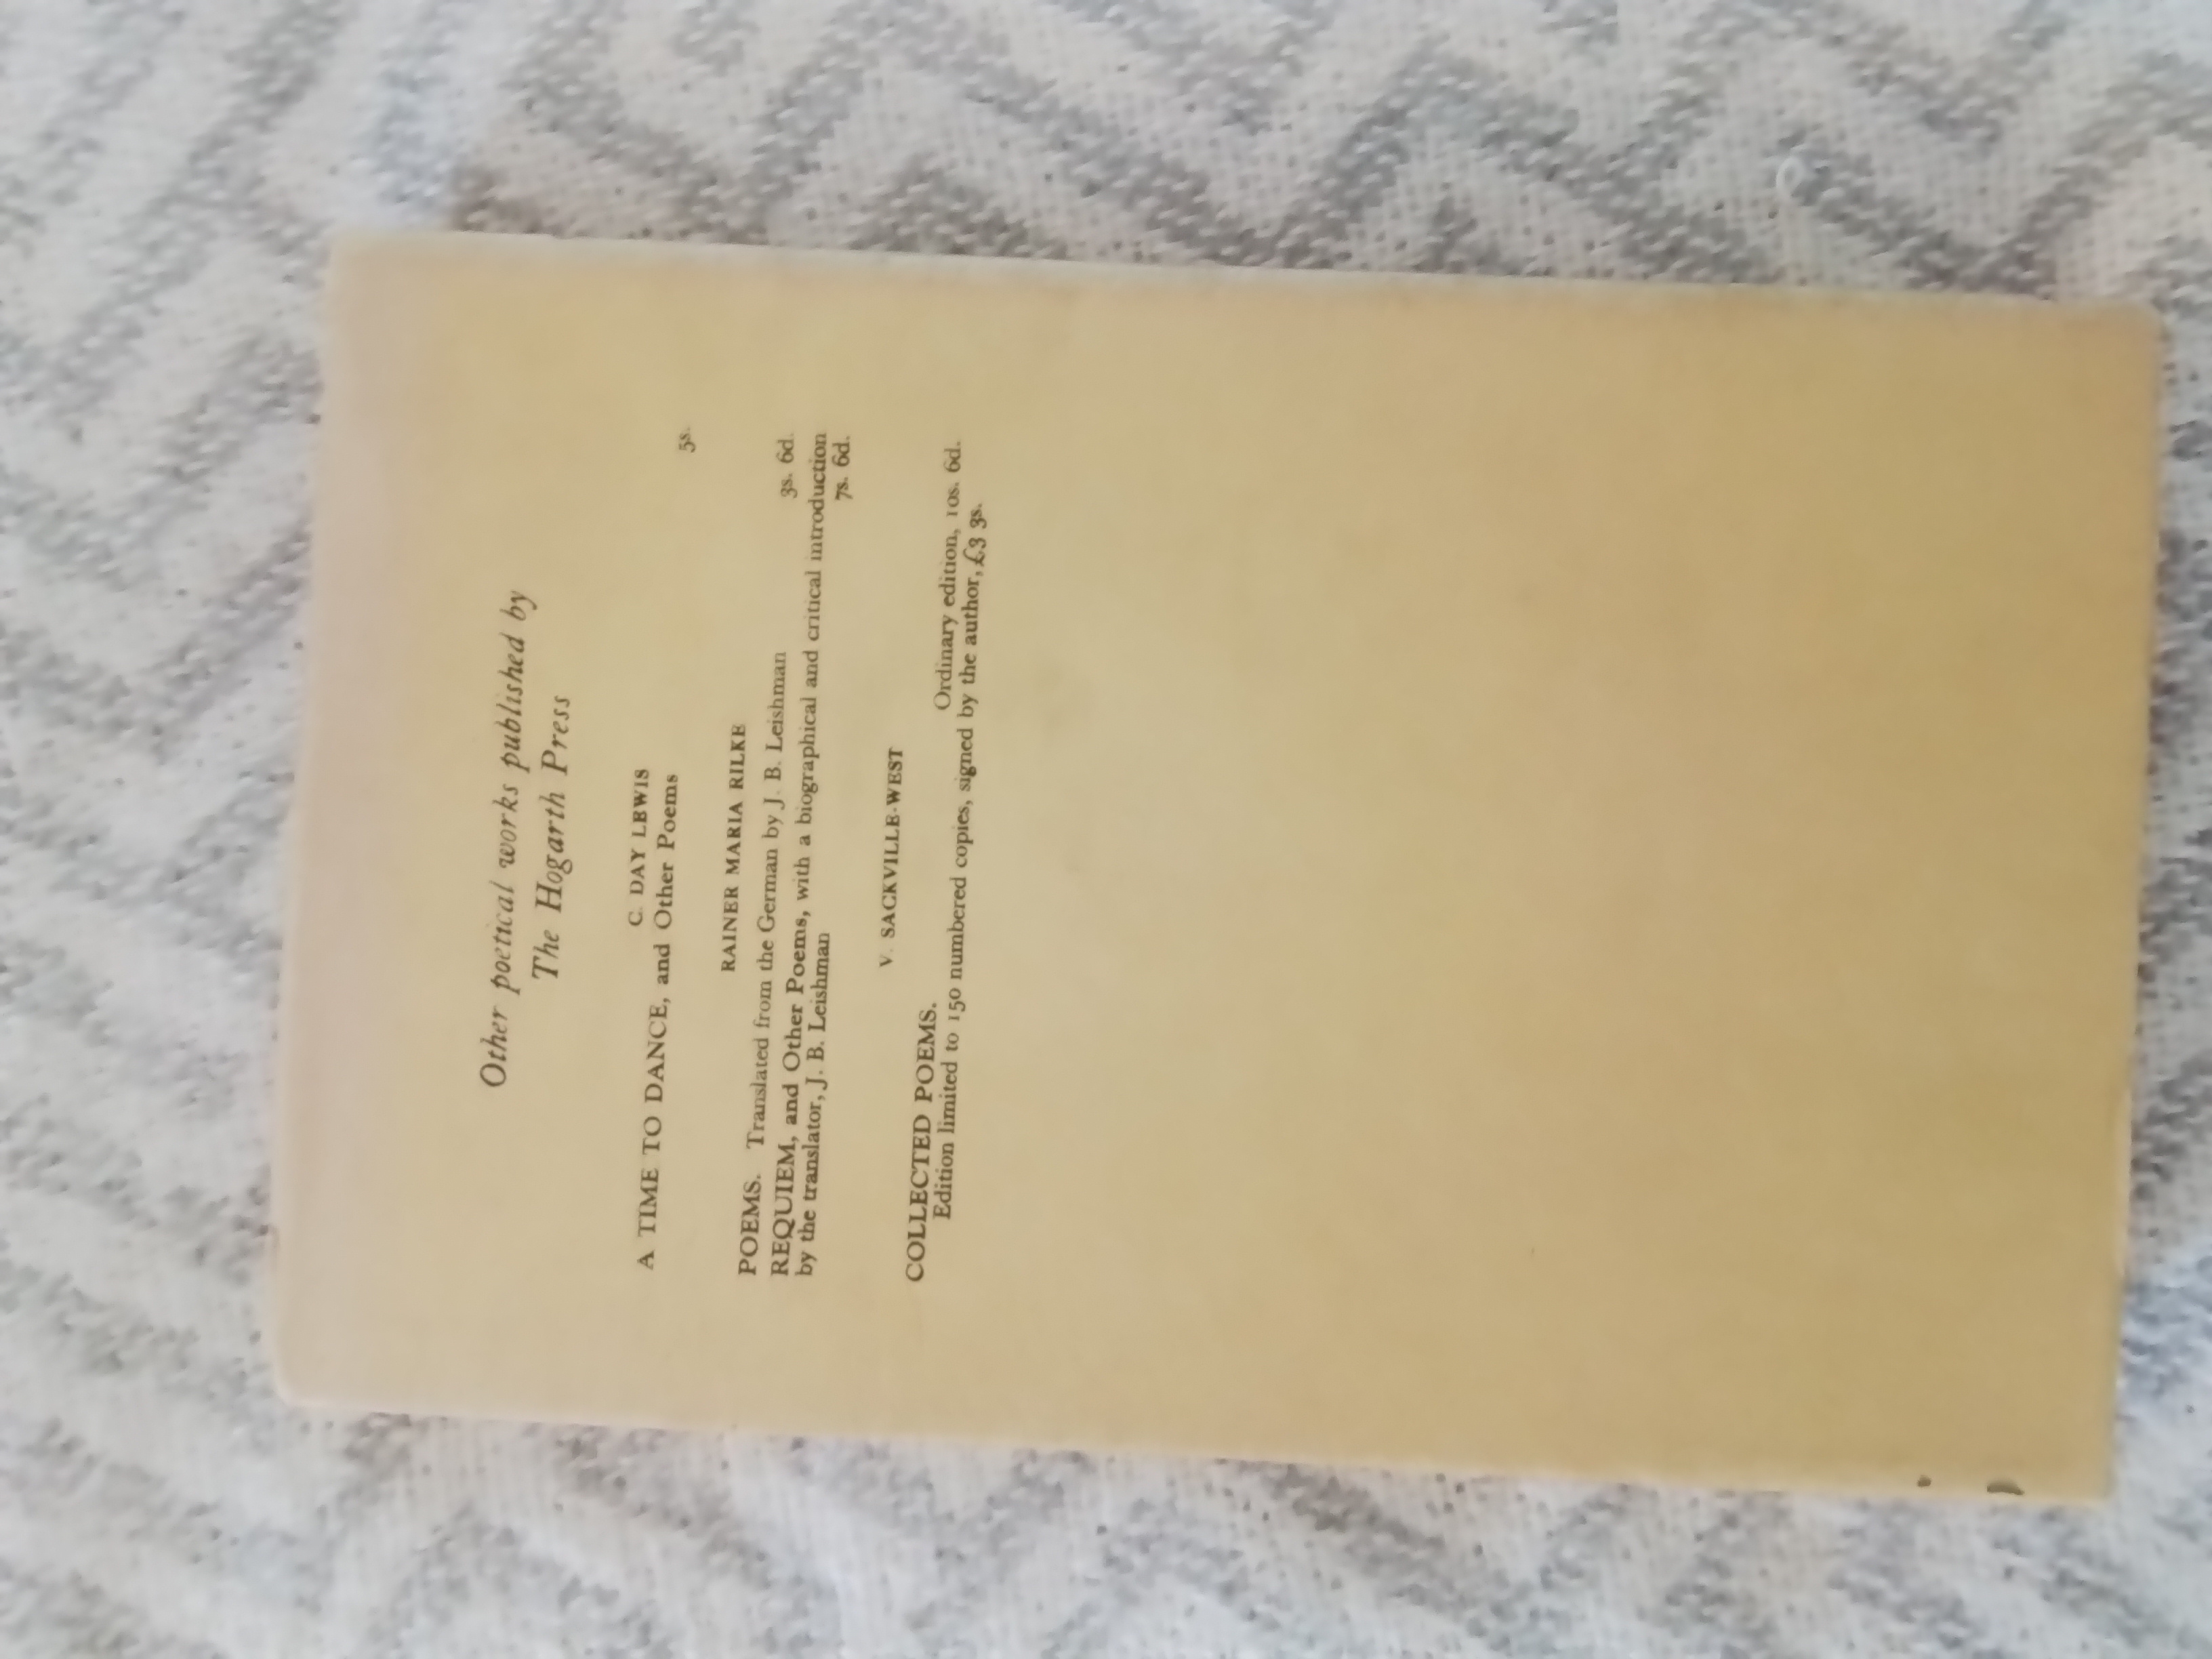 Other poetical works published by
The Hogarth Press
C. DAY LEWIS
A TIME TO DANCE, and Other Poems
5s.
RAINER MARIA RILKE
POEMS. Translated from the German by J. B. Leishman
3s. 6d.
REQUIEM, and Other Poems, with a biographical and critical introduction
by the translator, J. B. Leishman
7s. 6d.
V. SACKVILLE-WEST
COLLECTED POEMS.
Ordinary edition, 10s. 6d.
Edition limited to 150 numbered copies, signed by the author, £3 3s.